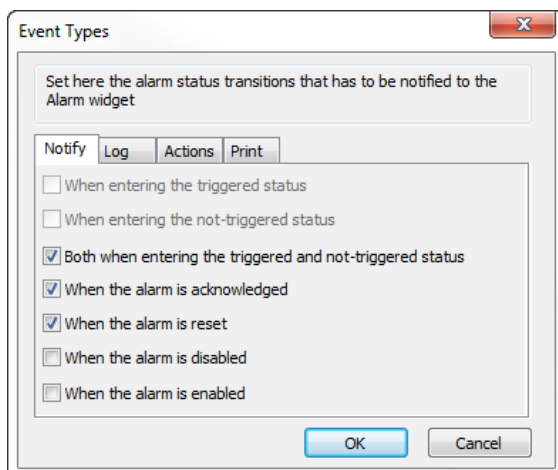 Event Types
Set here the alarm status transitions that has to be notified to the
Alarm widget
Notify Log Actions Print
When entering the triggered status
When entering the not-triggered status
Both when entering the triggered and not-triggered status
When the alarm is acknowledged
When the alarm is reset
When the alarm is disabled
When the alarm is enabled
OK Cancel